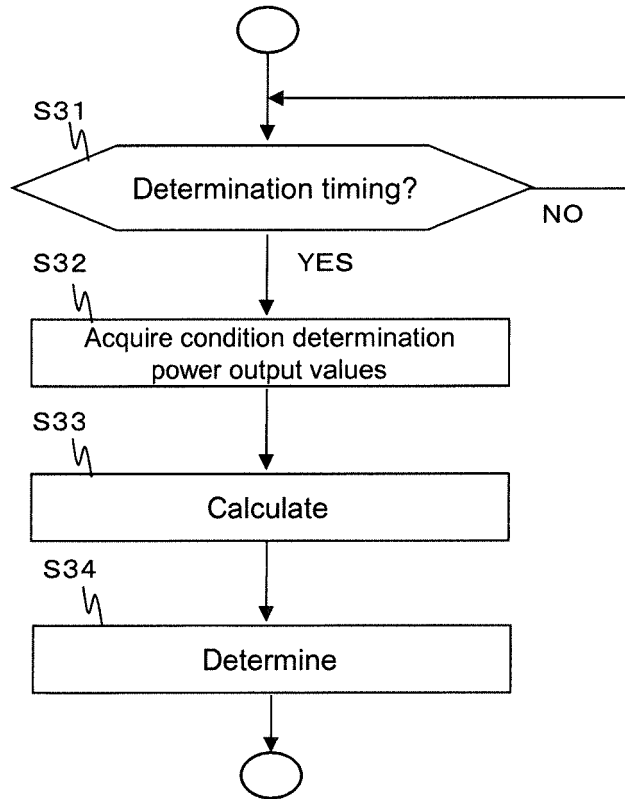 S31
Determination timing?
NO
YES
S32
Acquire condition determination
power output values
S33
Calculate
S34
Determine